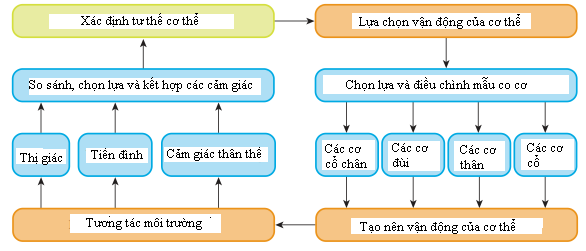 Xác định tư thế cơ thể
Lựa chọn vận động của cơ thể
So sánh, chọn lựa và kết hợp các cảm giác
Chọn lựa và điều chỉnh mẫu co cơ
Thị giác
Tiền đình
Cảm giác thân thể
Các cơ
cổ chân
Các cơ
đùi
Các cơ
thân
Các cơ
cổ
Tương tác môi trường
Tạo nên vận động của cơ thể